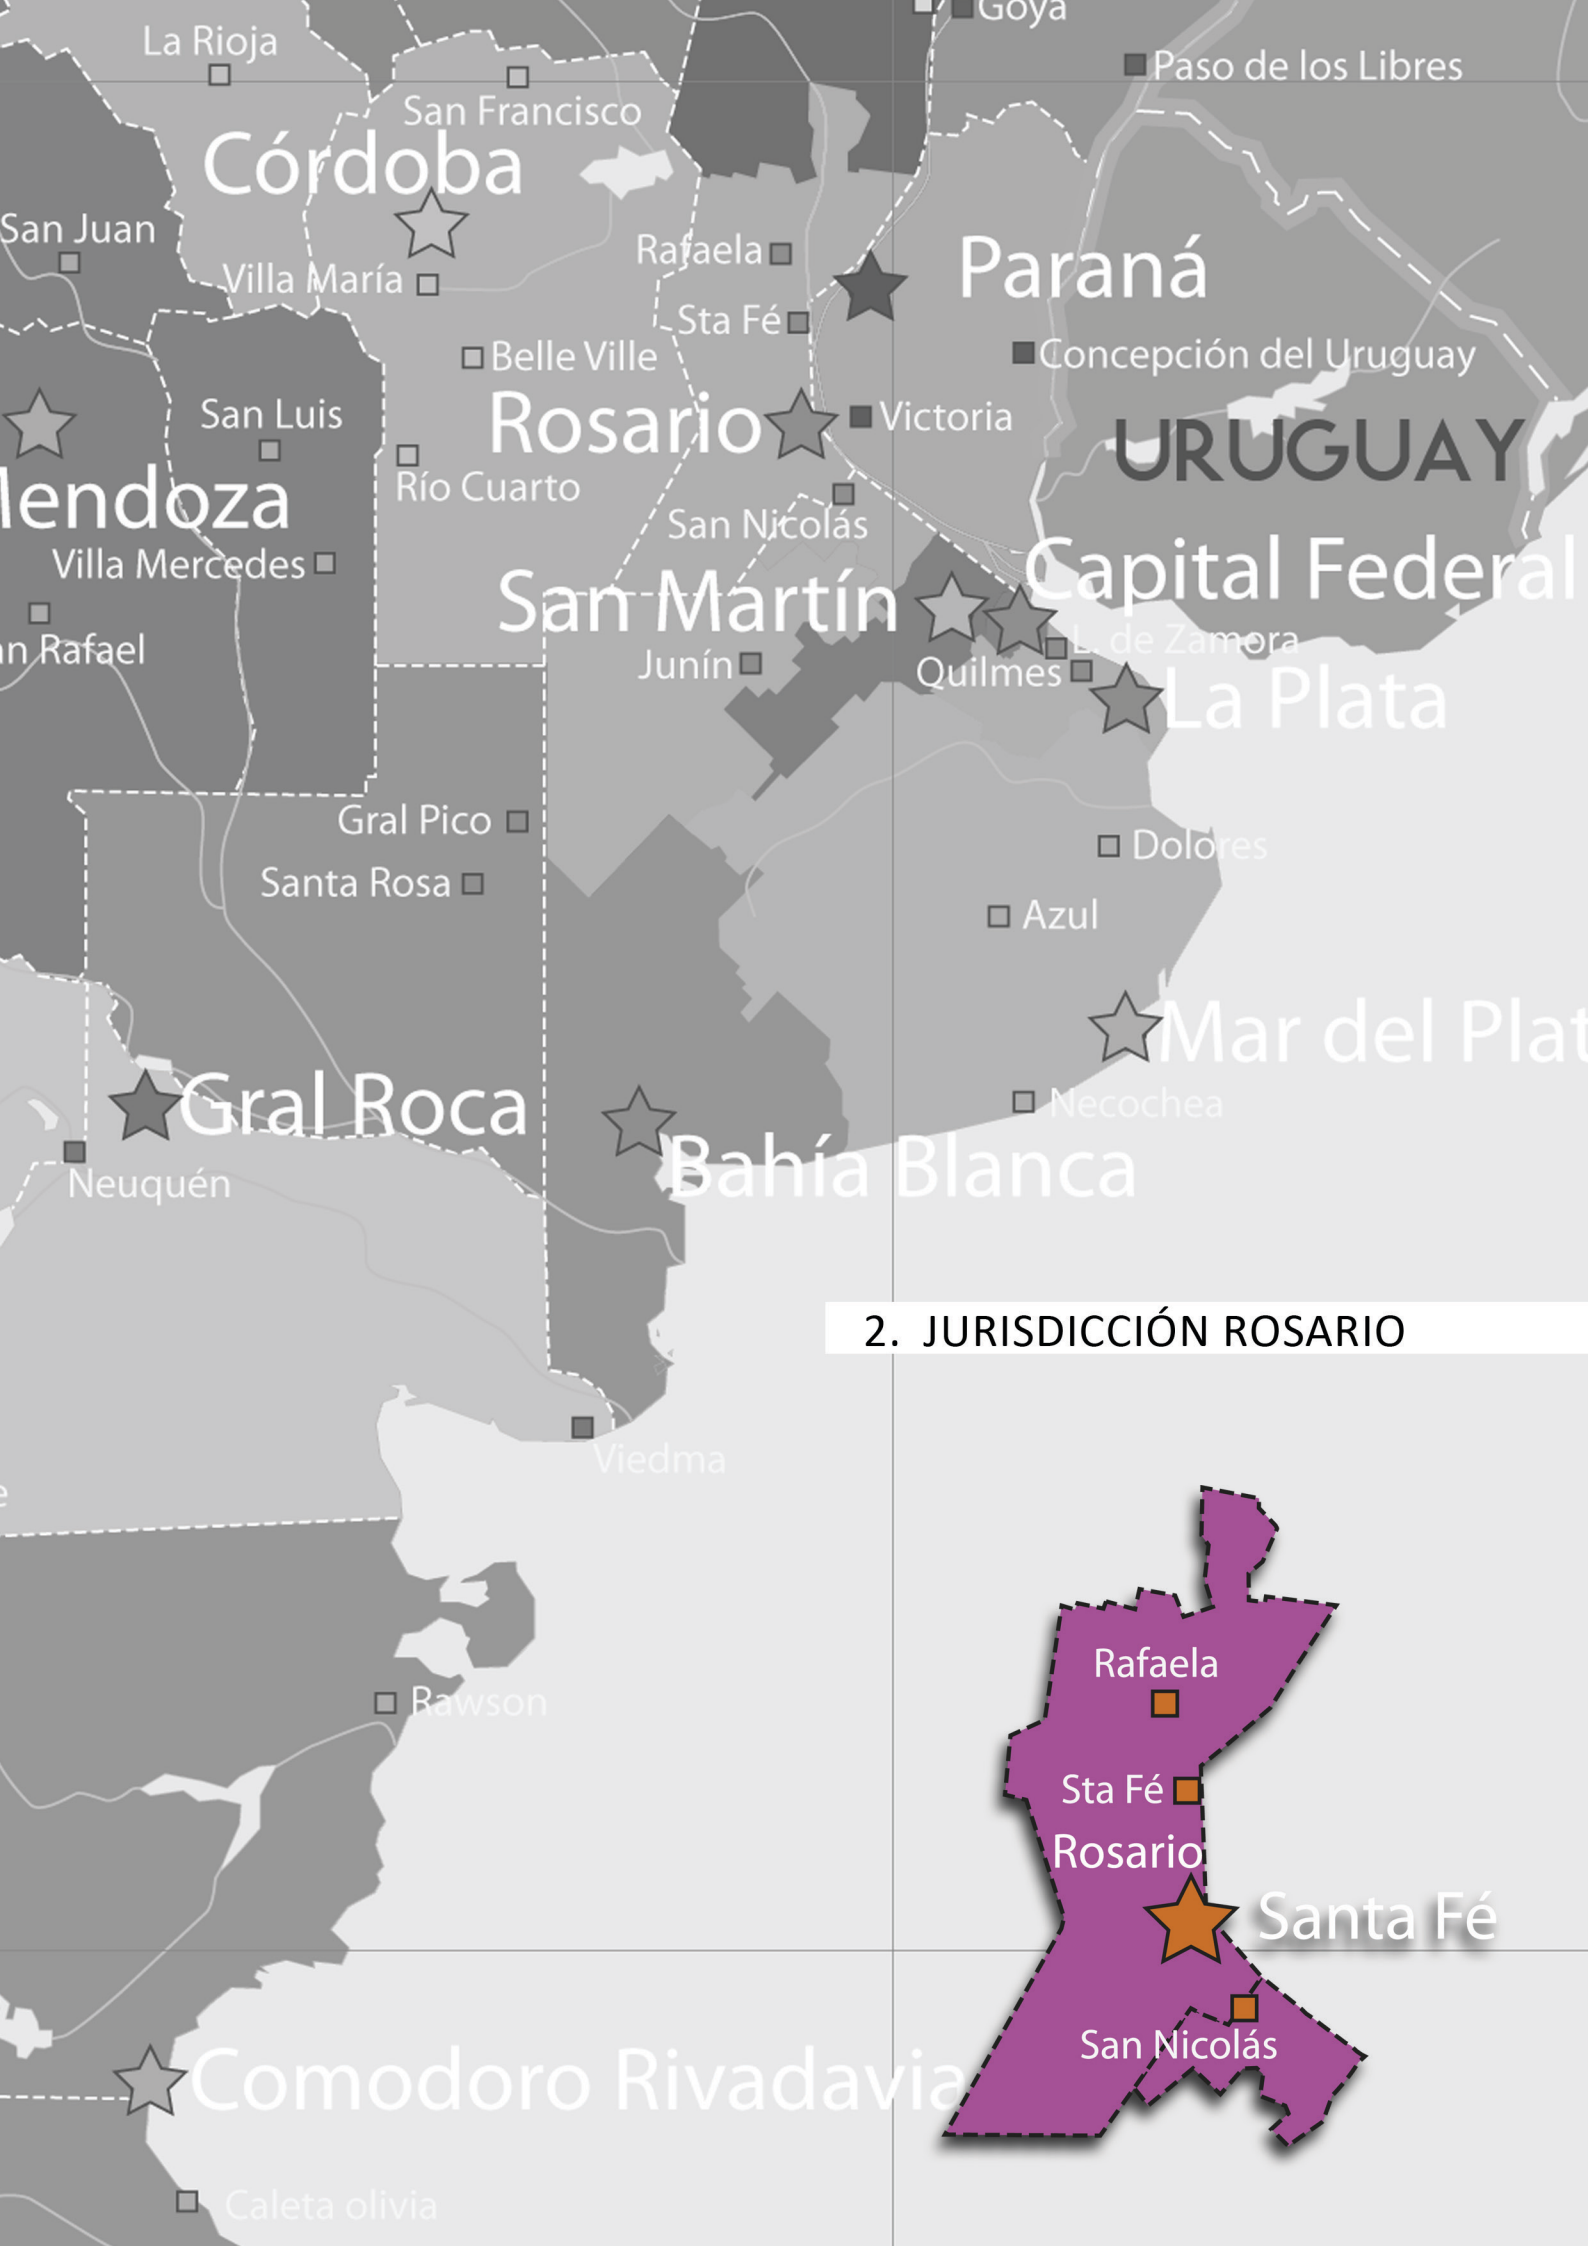 Goya
La Rioja
Paso de los Libres
San Francisco
Córdoba
San Juan
Rafaela
Paraná
Villa María
Sta Fé
Belle Ville
Concepción del Uruguay
San Luis
Rosario
Victoria
URUGUAY
Río Cuarto
endoza
San Nicolás
Villa Mercedes
Capital Federal
San Martín
L. de Zamora
n Rafael
Junín
Quilmes
La Plata
Gral Pico
Dolores
Santa Rosa
Azul
Mar del Plat
Gral Roca
Necochea
Neuquén
Bahía Blanca
2. JURISDICCIÓN ROSARIO
Viedma
e
Rafaela
Rawson
Sta Fé
Rosario
Santa Fé
San Nicolás
Comodoro Rivadavia
Caleta olivia